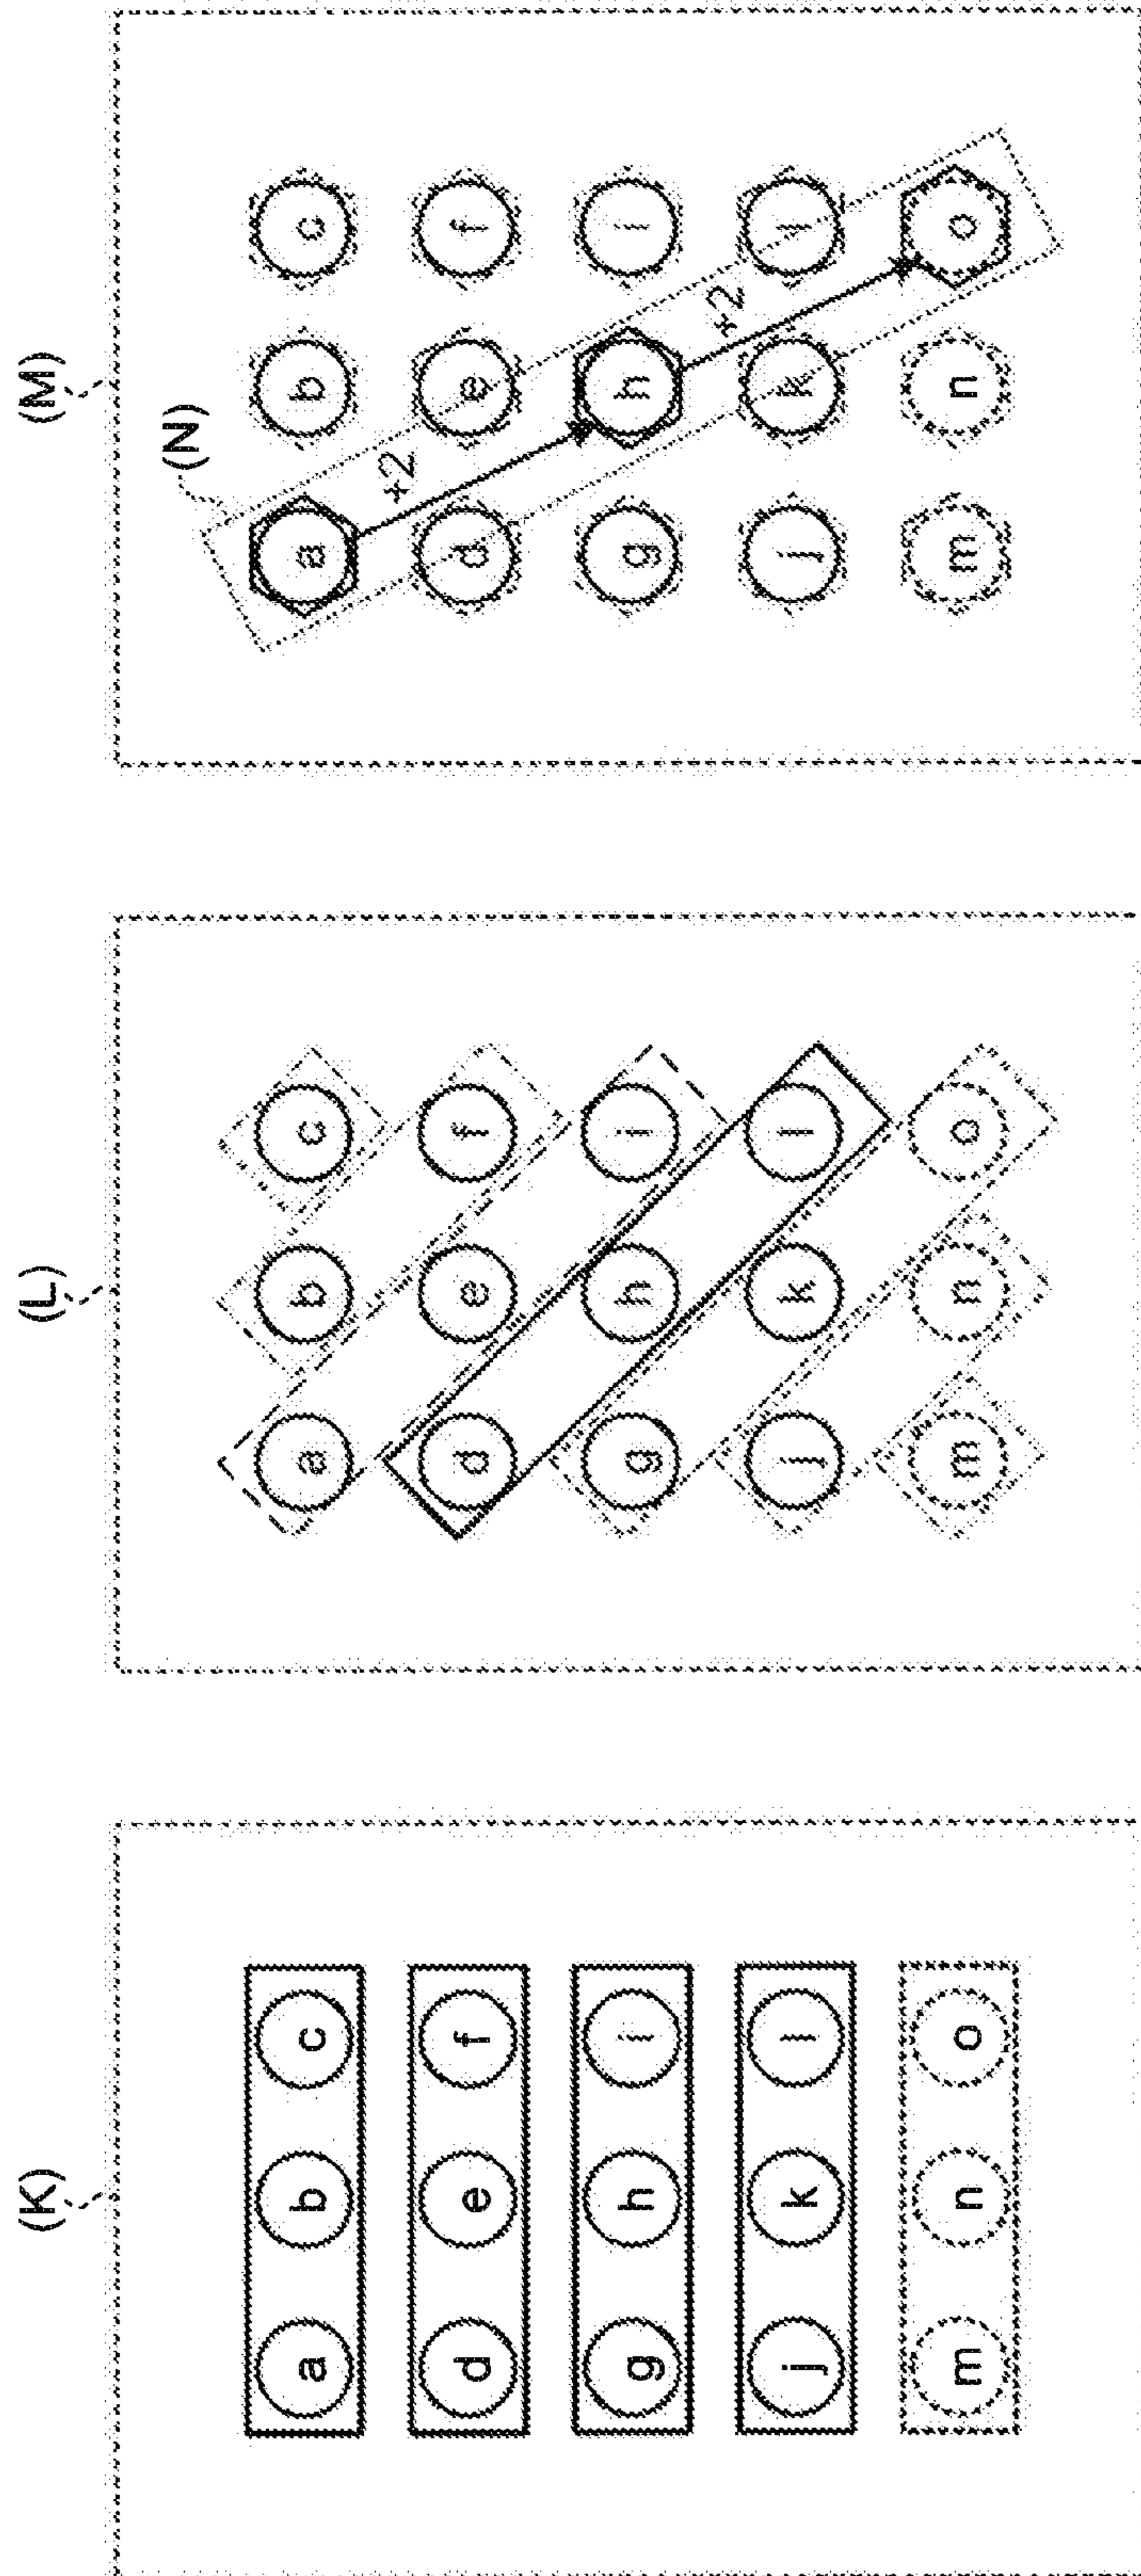 (K)
a b c
d e f
g h i
j k l
m n o
(L)
a b c
d e f
g h i
j k l
m n o
(M)
(N)
a b c
+2
d e f
g h i
+2
j k l
m n o